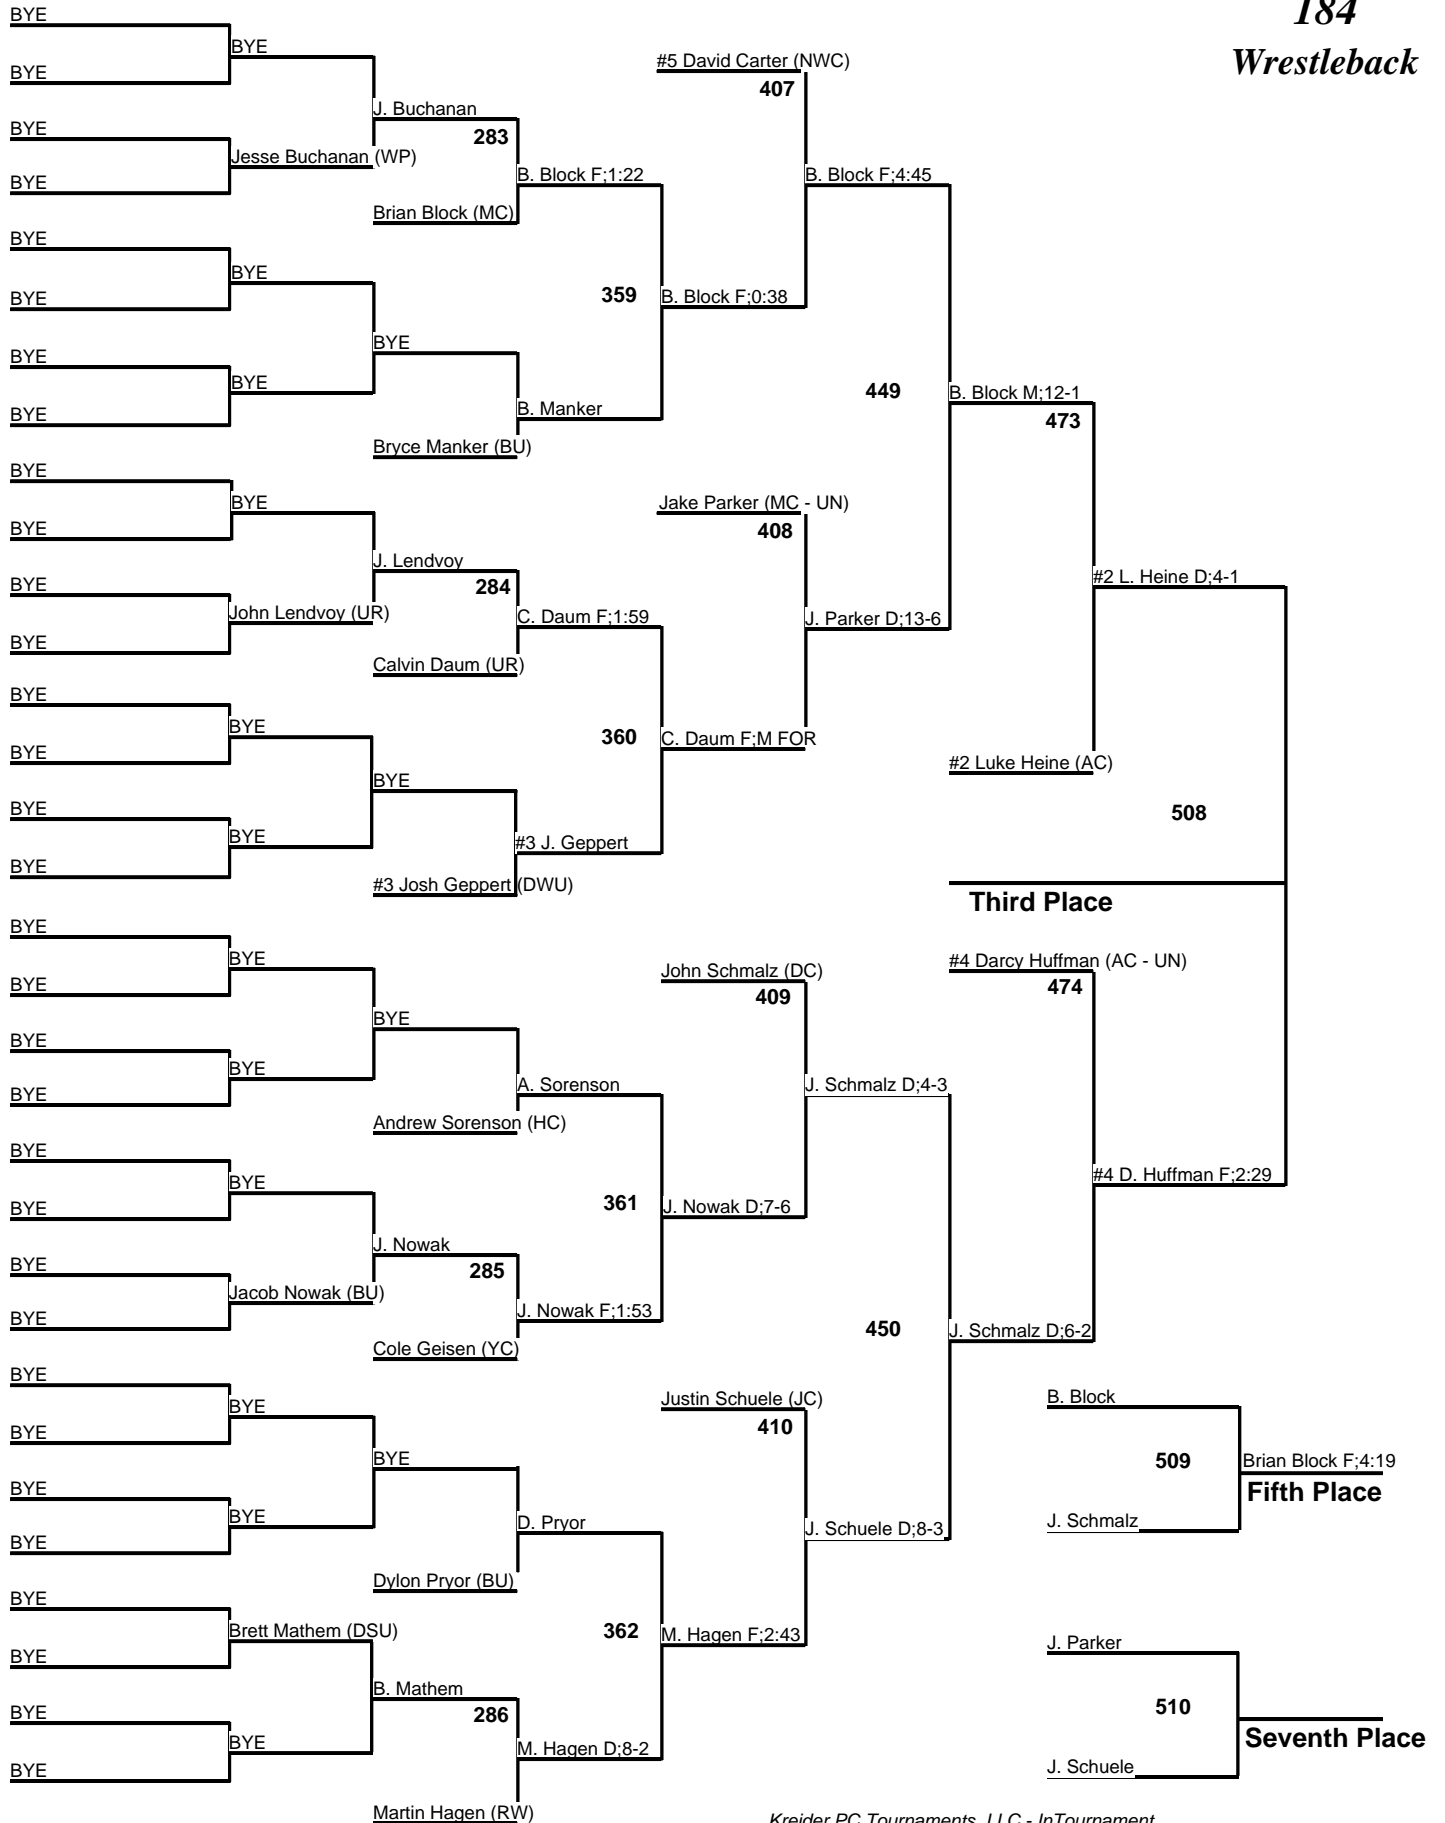 184
Wrestleback
BYE
BYE
BYE
#5 David Carter (NWC)
407
BYE
J. Buchanan
283
BYE
Jesse Buchanan (WP)
B. Block F;1:22
B. Block F;4:45
BYE
Brian Block (MC)
BYE
BYE
359
B. Block F;0:38
BYE
BYE
BYE
BYE
449
B. Block M;12-1
473
B. Manker
BYE
Bryce Manker (BU)
BYE
BYE
Jake Parker (MC - UN)
408
BYE
J. Lendvoy
284
#2 L. Heine D;4-1
BYE
John Lendvoy (UR)
C. Daum F;1:59
J. Parker D;13-6
BYE
Calvin Daum (UR)
BYE
BYE
360
C. Daum F;M FOR
BYE
#2 Luke Heine (AC)
BYE
BYE
508
BYE
#3 J. Geppert
BYE
#3 Josh Geppert (DWU)
Third Place
BYE
BYE
John Schmalz (DC)
#4 Darcy Huffman (AC - UN)
BYE
409
474
BYE
BYE
BYE
A. Sorenson
J. Schmalz D;4-3
BYE
Andrew Sorenson (HC)
BYE
BYE
361
J. Nowak D;7-6
#4 D. Huffman F;2:29
BYE
J. Nowak
285
BYE
Jacob Nowak (BU)
J. Nowak F;1:53
BYE
450
J. Schmalz D;6-2
Cole Geisen (YC)
BYE
BYE
Justin Schuele (JC)
B. Block
410
BYE
BYE
509
Brian Block F;4:19
Fifth Place
BYE
BYE
D. Pryor
J. Schuele D;8-3
J. Schmalz
BYE
Dylon Pryor (BU)
BYE
Brett Mathem (DSU)
362
M. Hagen F;2:43
J. Parker
BYE
B. Mathem
286
BYE
510
BYE
M. Hagen D;8-2
Seventh Place
BYE
J. Schuele
Martin Hagen (RW)
Kreider PC Tournaments, LLC - InTournament